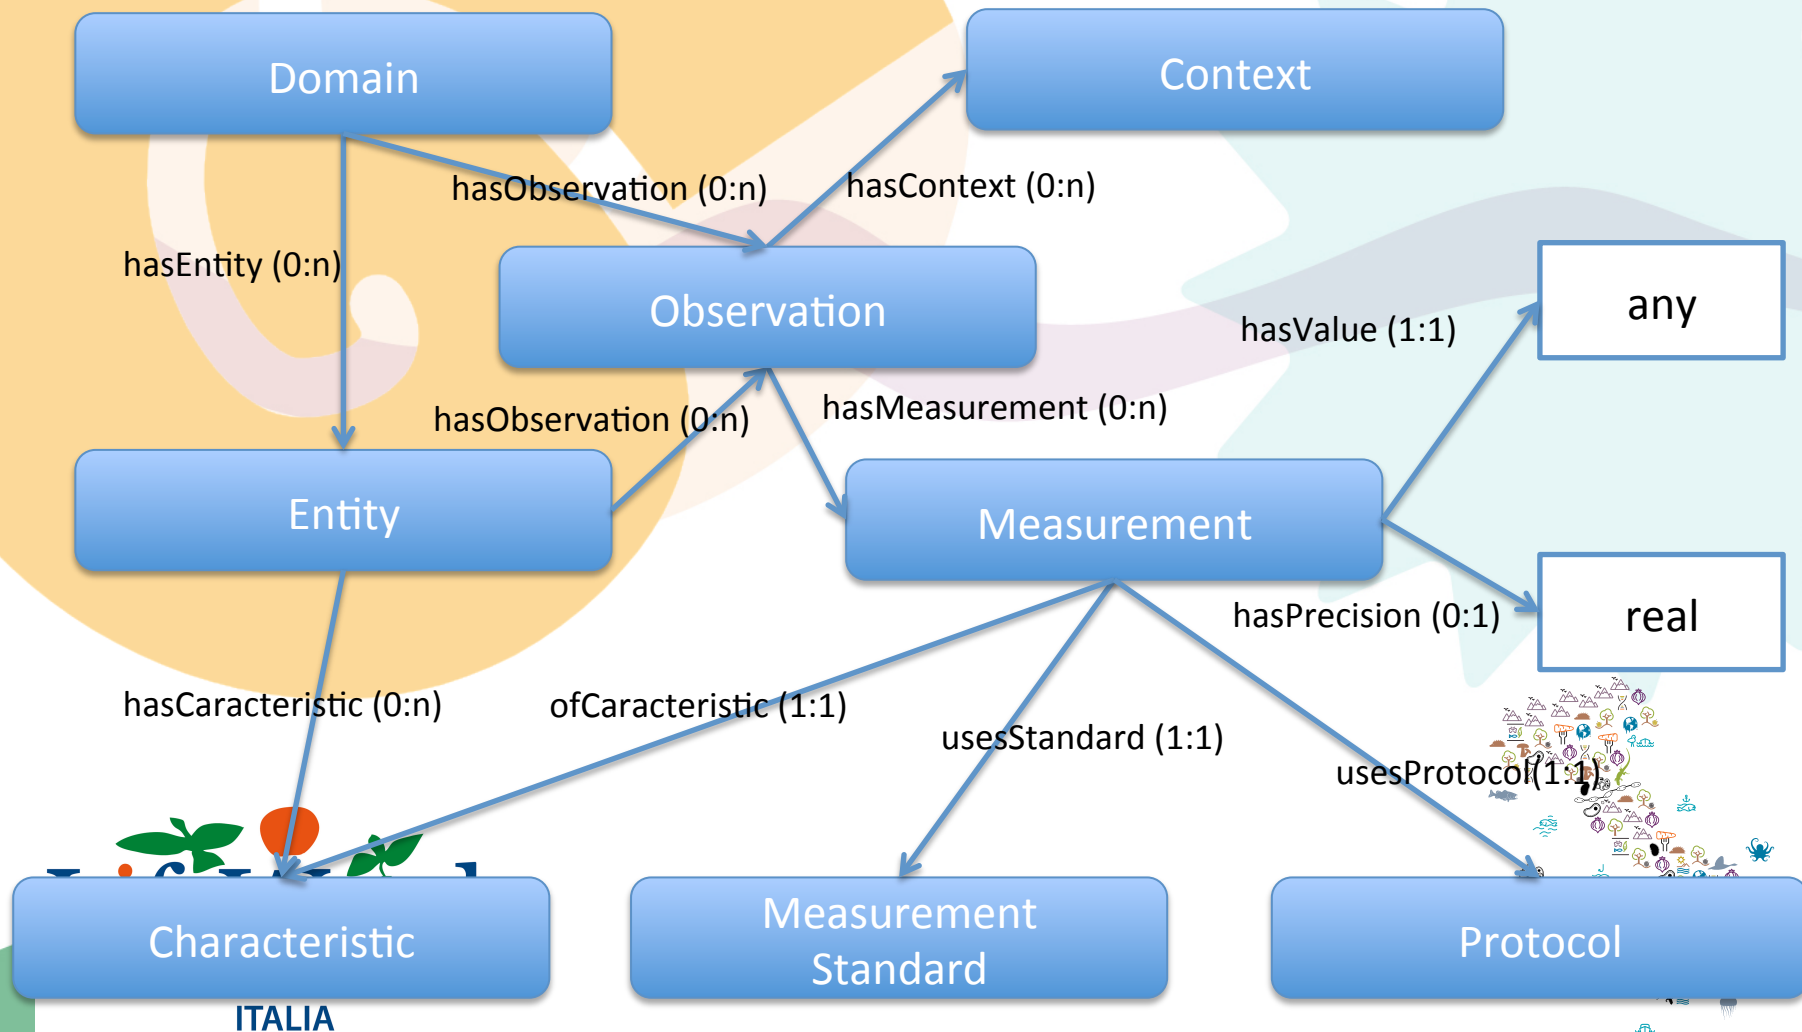 Domain
Context
hasObservation (0:n)
hasContext (0:n)
hasEntity (0:n)
Observation
any
hasValue (1:1)
hasObservation (0:n)
hasMeasurement (0:n)
Entity
Measurement
hasPrecision (0:1)
real
hasCaracteristic (0:n)
ofCaracteristic (1:1)
usesStandard (1:1)
usesProtocol(1:1)
Characteristic
Measurement
Standard
Protocol
ITALIA